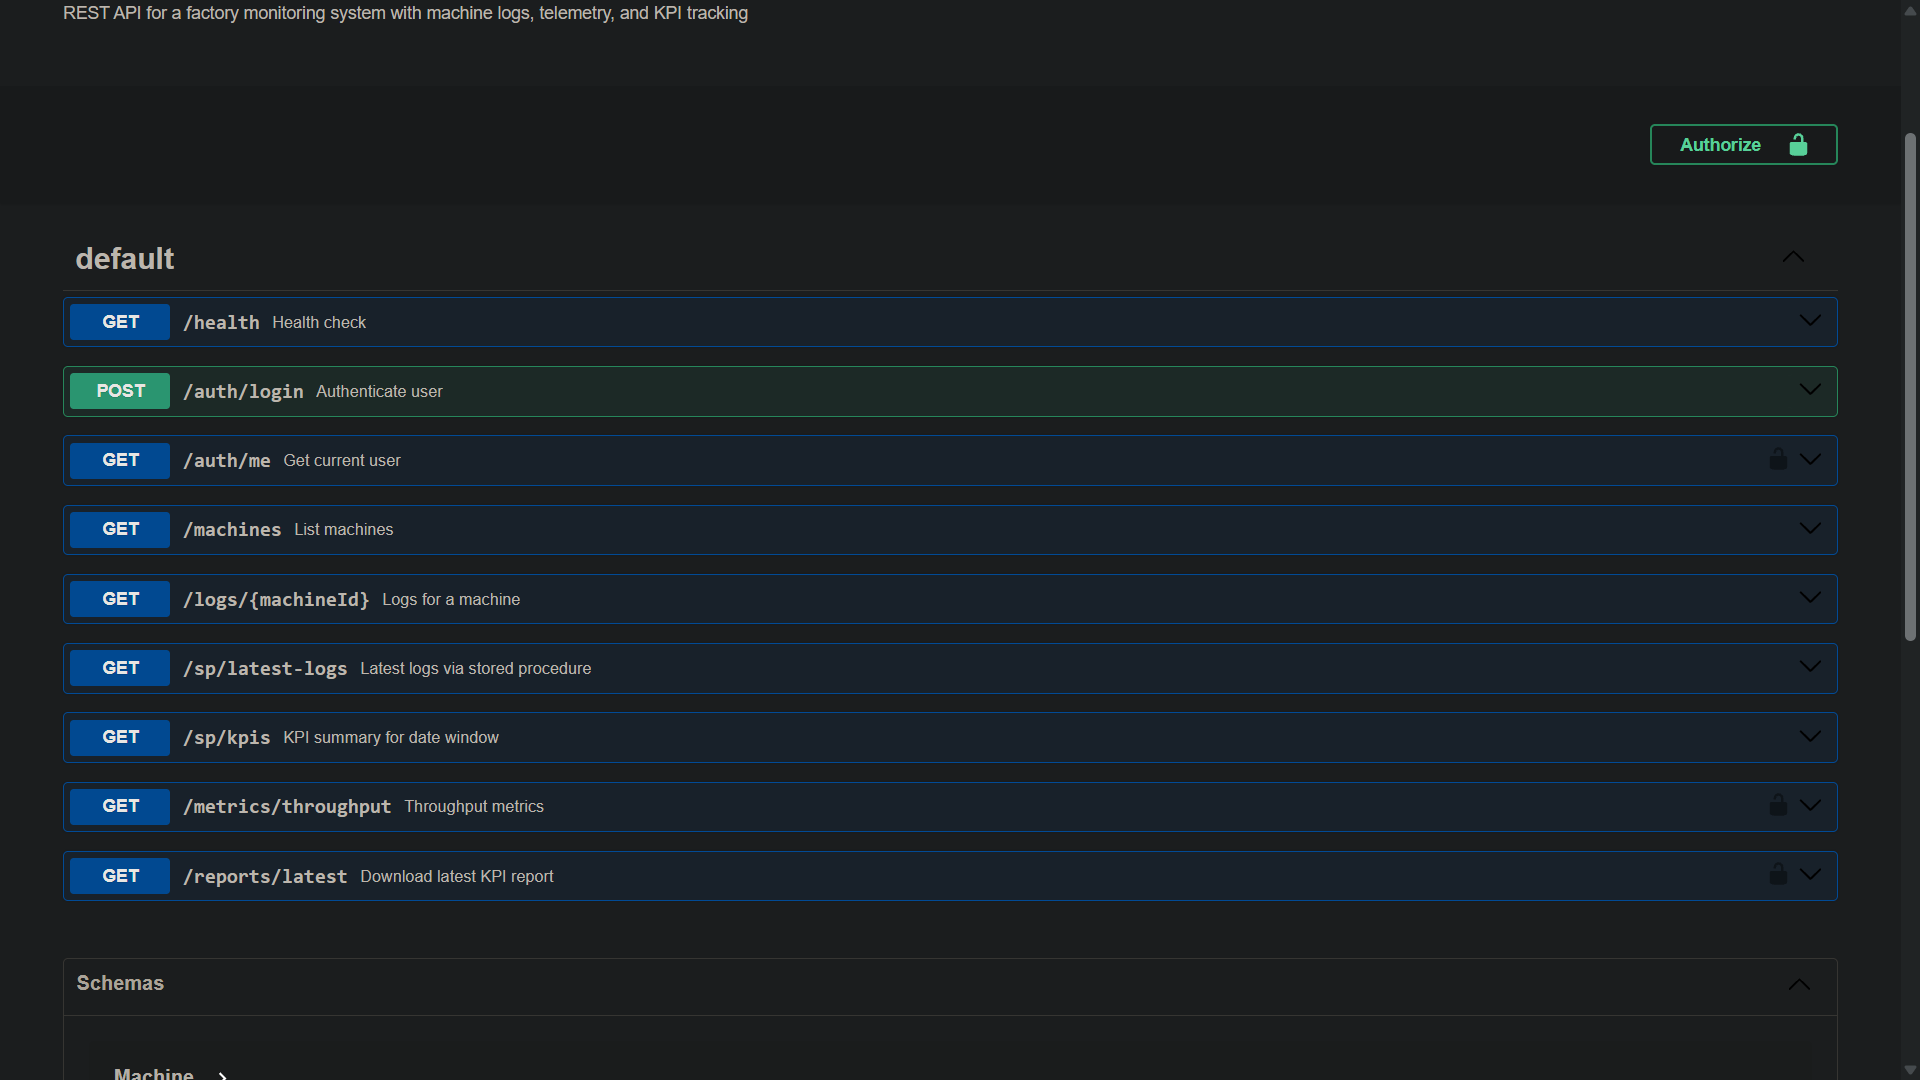 REST API for a factory monitoring system with machine logs, telemetry, and KPI tracking
Authorize
default
GET /health Health check
POST /auth/login Authenticate user
GET /auth/me Get current user
GET /machines List machines
GET /logs/{machineId} Logs for a machine
GET /sp/latest-logs Latest logs via stored procedure
GET /sp/kpis KPI summary for date window
GET /metrics/throughput Throughput metrics
GET /reports/latest Download latest KPI report
Schemas
Machine